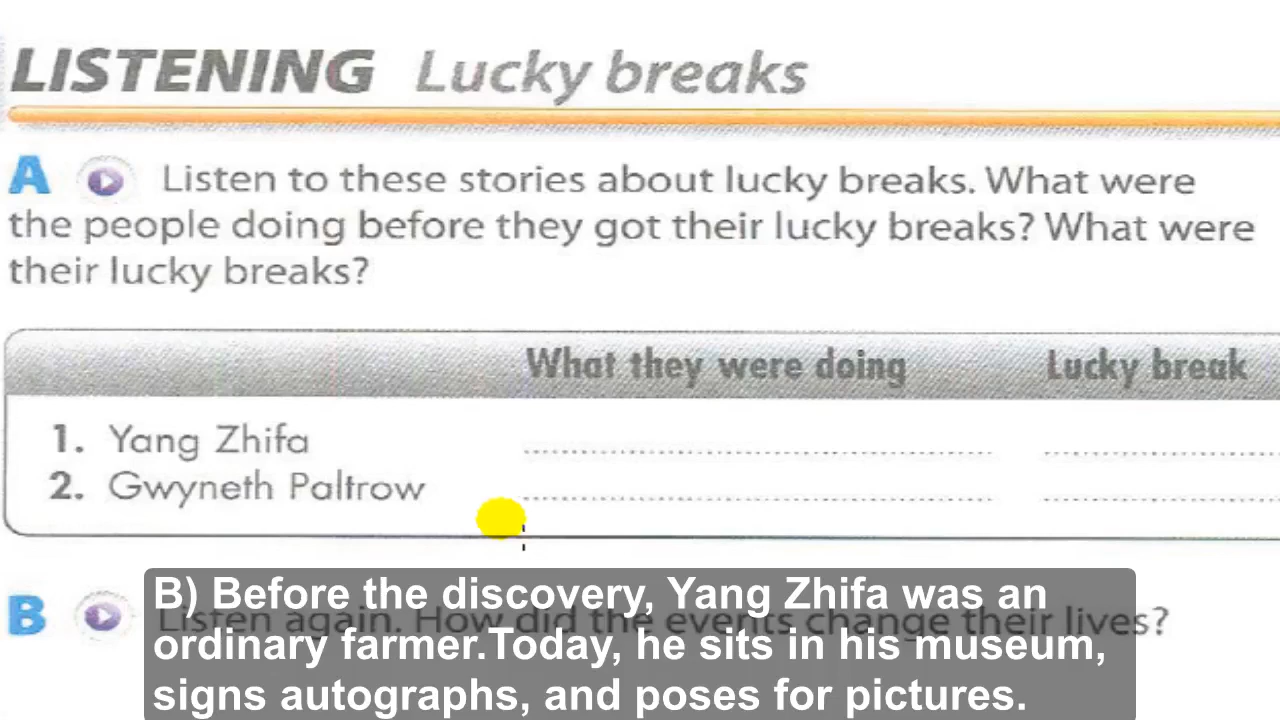 LISTENING Lucky breaks
A Listen to these stories about lucky breaks. What were
the people doing before they got their lucky breaks? What were
their lucky breaks?
What they were doing Lucky break
1. Yang Zhifa
2. Gwyneth Paltrow
B Listen again. How did the events change their lives?
B) Before the discovery, Yang Zhifa was an
ordinary farmer.Today, he sits in his museum,
signs autographs, and poses for pictures.